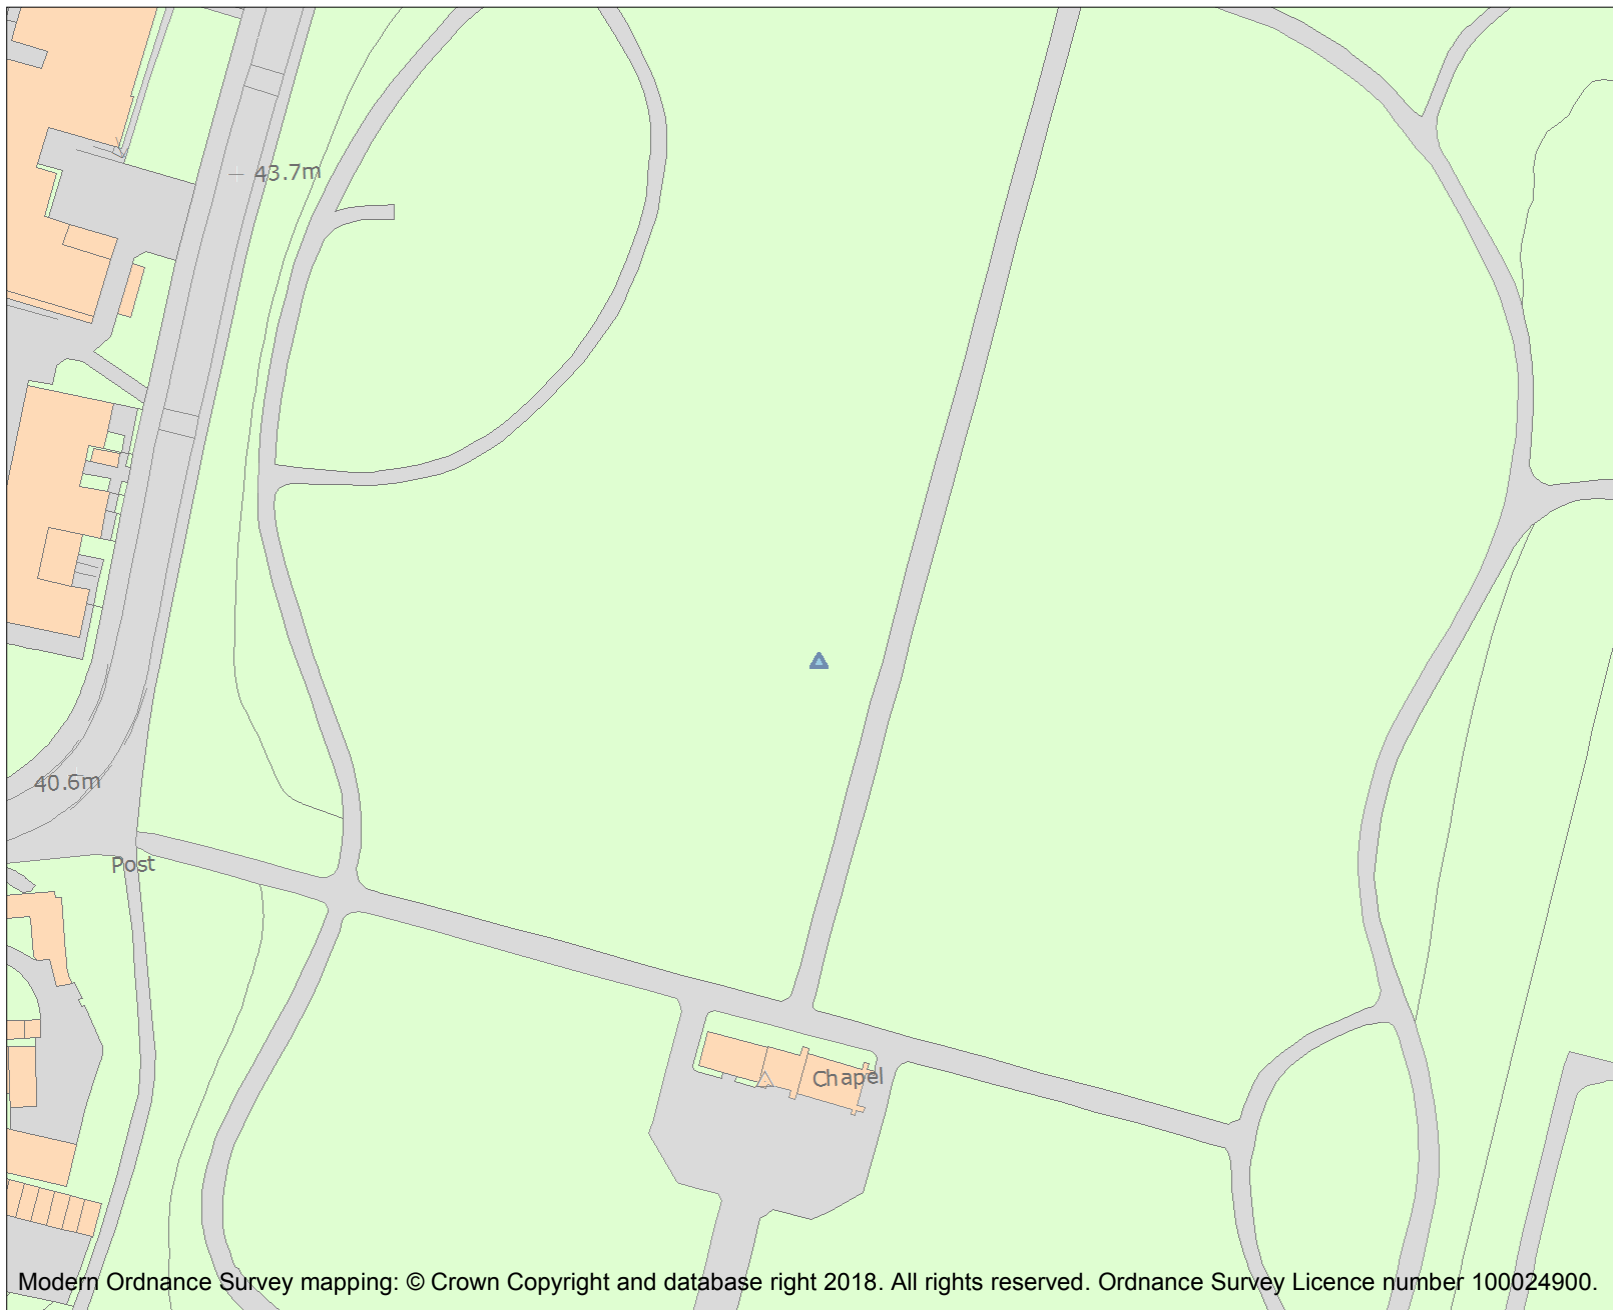 43.7m
40.6m
Post
Chapel
Modern Ordnance Survey mapping: © Crown Copyright and database right 2018. All rights reserved. Ordnance Survey Licence number 100024900.